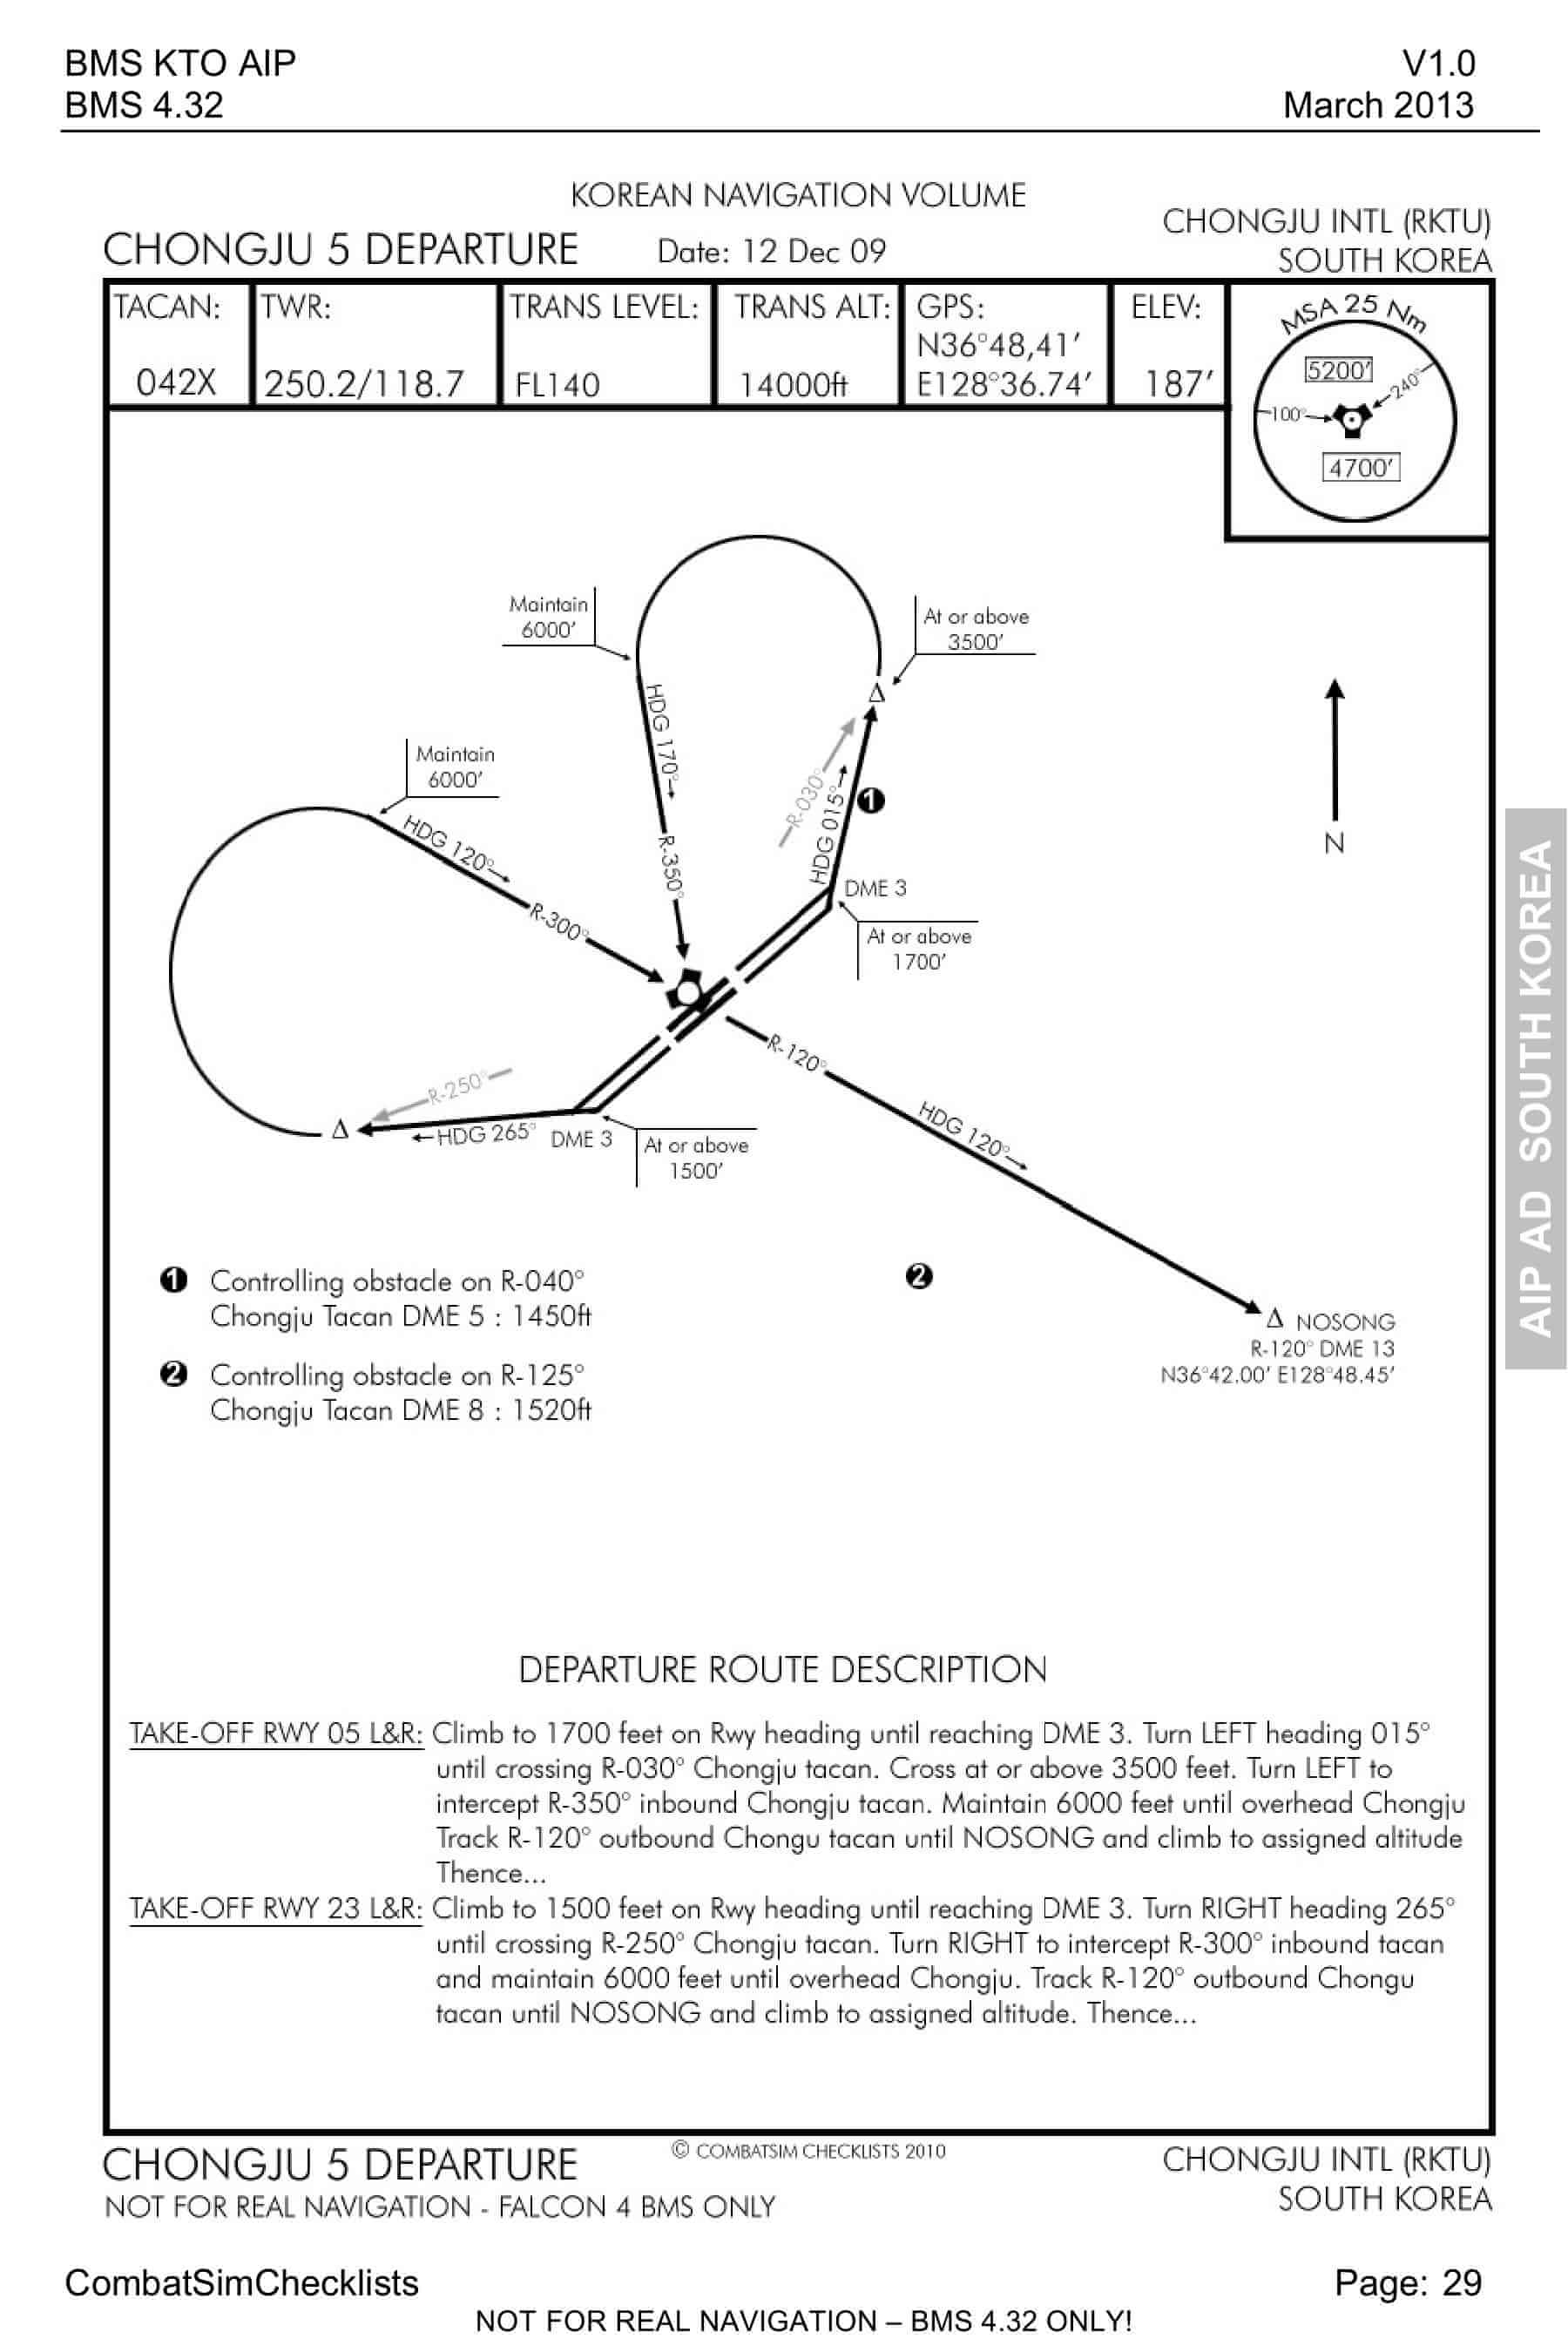 BMS KTO AIP
V1.0
BMS 4.32
March 2013
KOREAN NAVIGATION VOLUME
CHONGJU 5 DEPARTURE
Date: 12 Dec 09
CHONGJU INTL (RKTU)
SOUTH KOREA
TACAN:
042X
TWR:
250.2/118.7
TRANS LEVEL:
FL140
TRANS ALT:
14000ft
GPS:
N36°48,41'
E128°36.74'
ELEV:
187'
MSA 25 Nm
5200'
240°
100°
4700'
Maintain
6000'
At or above
3500'
HDG 170°
R-030°
HDG 015°
1
Maintain
6000'
HDG 120°
R-350°
DME 3
R-300°
At or above
1700'
N
R-120°
R-250°
HDG 265°
DME 3
At or above
1500'
HDG 120°
1 Controlling obstacle on R-040°
Chongju Tacan DME 5 : 1450ft
2
NOSONG
R-120° DME 13
N36°42.00' E128°48.45'
2 Controlling obstacle on R-125°
Chongju Tacan DME 8 : 1520ft
AIP AD SOUTH KOREA
DEPARTURE ROUTE DESCRIPTION
TAKE-OFF RWY 05 L&R: Climb to 1700 feet on Rwy heading until reaching DME 3. Turn LEFT heading 015°
until crossing R-030° Chongju tacan. Cross at or above 3500 feet. Turn LEFT to
intercept R-350° inbound Chongju tacan. Maintain 6000 feet until overhead Chongju
Track R-120° outbound Chongu tacan until NOSONG and climb to assigned altitude
Thence...
TAKE-OFF RWY 23 L&R: Climb to 1500 feet on Rwy heading until reaching DME 3. Turn RIGHT heading 265°
until crossing R-250° Chongju tacan. Turn RIGHT to intercept R-300° inbound tacan
and maintain 6000 feet until overhead Chongju. Track R-120° outbound Chongu
tacan until NOSONG and climb to assigned altitude. Thence...
CHONGJU 5 DEPARTURE
© COMBATSIM CHECKLISTS 2010
CHONGJU INTL (RKTU)
NOT FOR REAL NAVIGATION - FALCON 4 BMS ONLY
SOUTH KOREA
CombatSimChecklists
Page: 29
NOT FOR REAL NAVIGATION – BMS 4.32 ONLY!